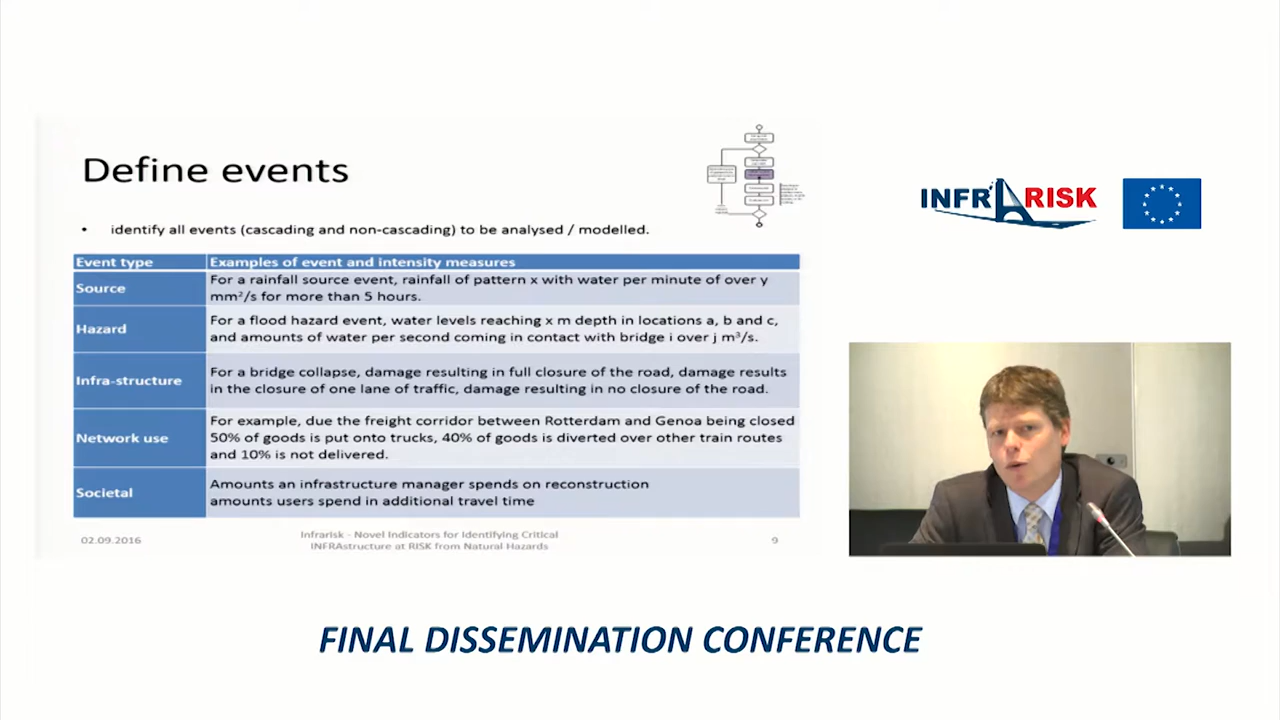 Define events
• identify all events (cascading and non-cascading) to be analysed / modelled.
Event type Examples of event and intensity measures
Source For a rainfall source event, rainfall of pattern x with water per minute of over y
mm²/s for more than 5 hours.
Hazard For a flood hazard event, water levels reaching x m depth in locations a, b and c,
and amounts of water per second coming in contact with bridge i over j m³/s.
Infra-structure For a bridge collapse, damage resulting in full closure of the road, damage results
in the closure of one lane of traffic, damage resulting in no closure of the road.
Network use For example, due the freight corridor between Rotterdam and Genoa being closed
50% of goods is put onto trucks, 40% of goods is diverted over other train routes
and 10% is not delivered.
Societal Amounts an infrastructure manager spends on reconstruction
amounts users spend in additional travel time
02.09.2016
Infrarisk - Novel Indicators for Identifying Critical
INFRAstructure at RISK from Natural Hazards
9
INFRARISK
FINAL DISSEMINATION CONFERENCE